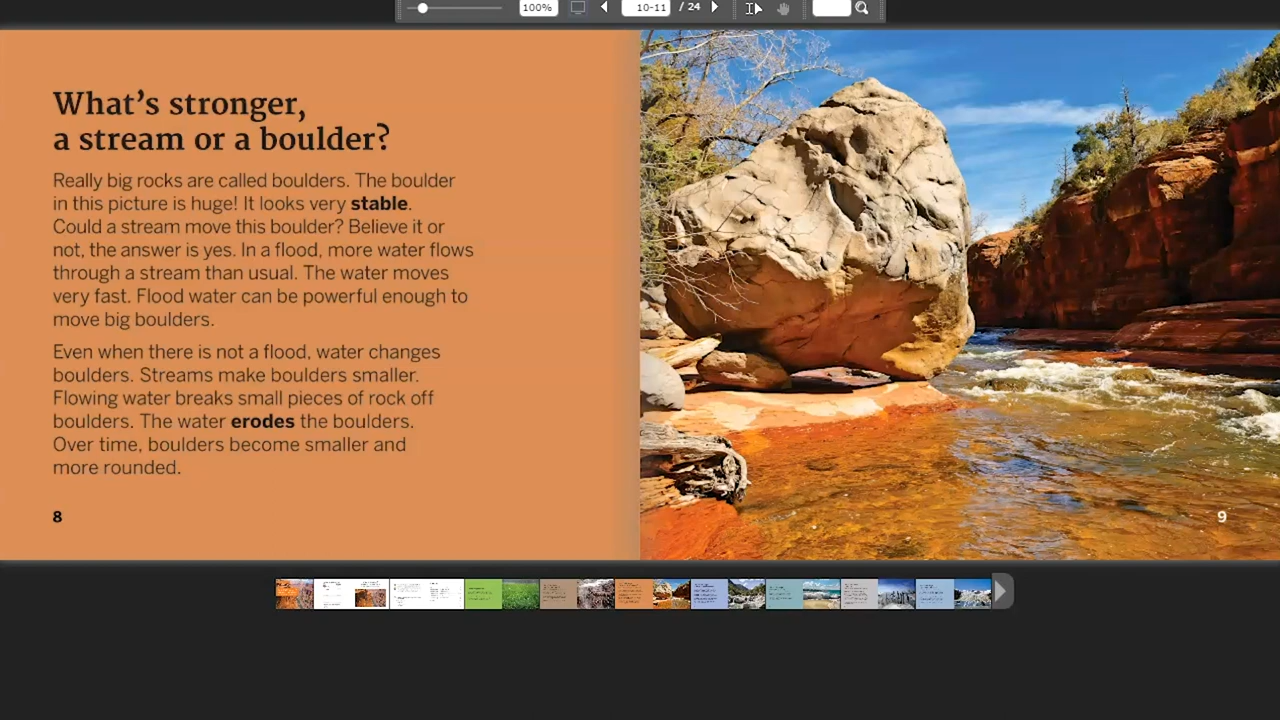 100%
10-11 / 24
What's stronger,
a stream or a boulder?
Really big rocks are called boulders. The boulder
in this picture is huge! It looks very stable.
Could a stream move this boulder? Believe it or
not, the answer is yes. In a flood, more water flows
through a stream than usual. The water moves
very fast. Flood water can be powerful enough to
move big boulders.
Even when there is not a flood, water changes
boulders. Streams make boulders smaller.
Flowing water breaks small pieces of rock off
boulders. The water erodes the boulders.
Over time, boulders become smaller and
more rounded.
8
9